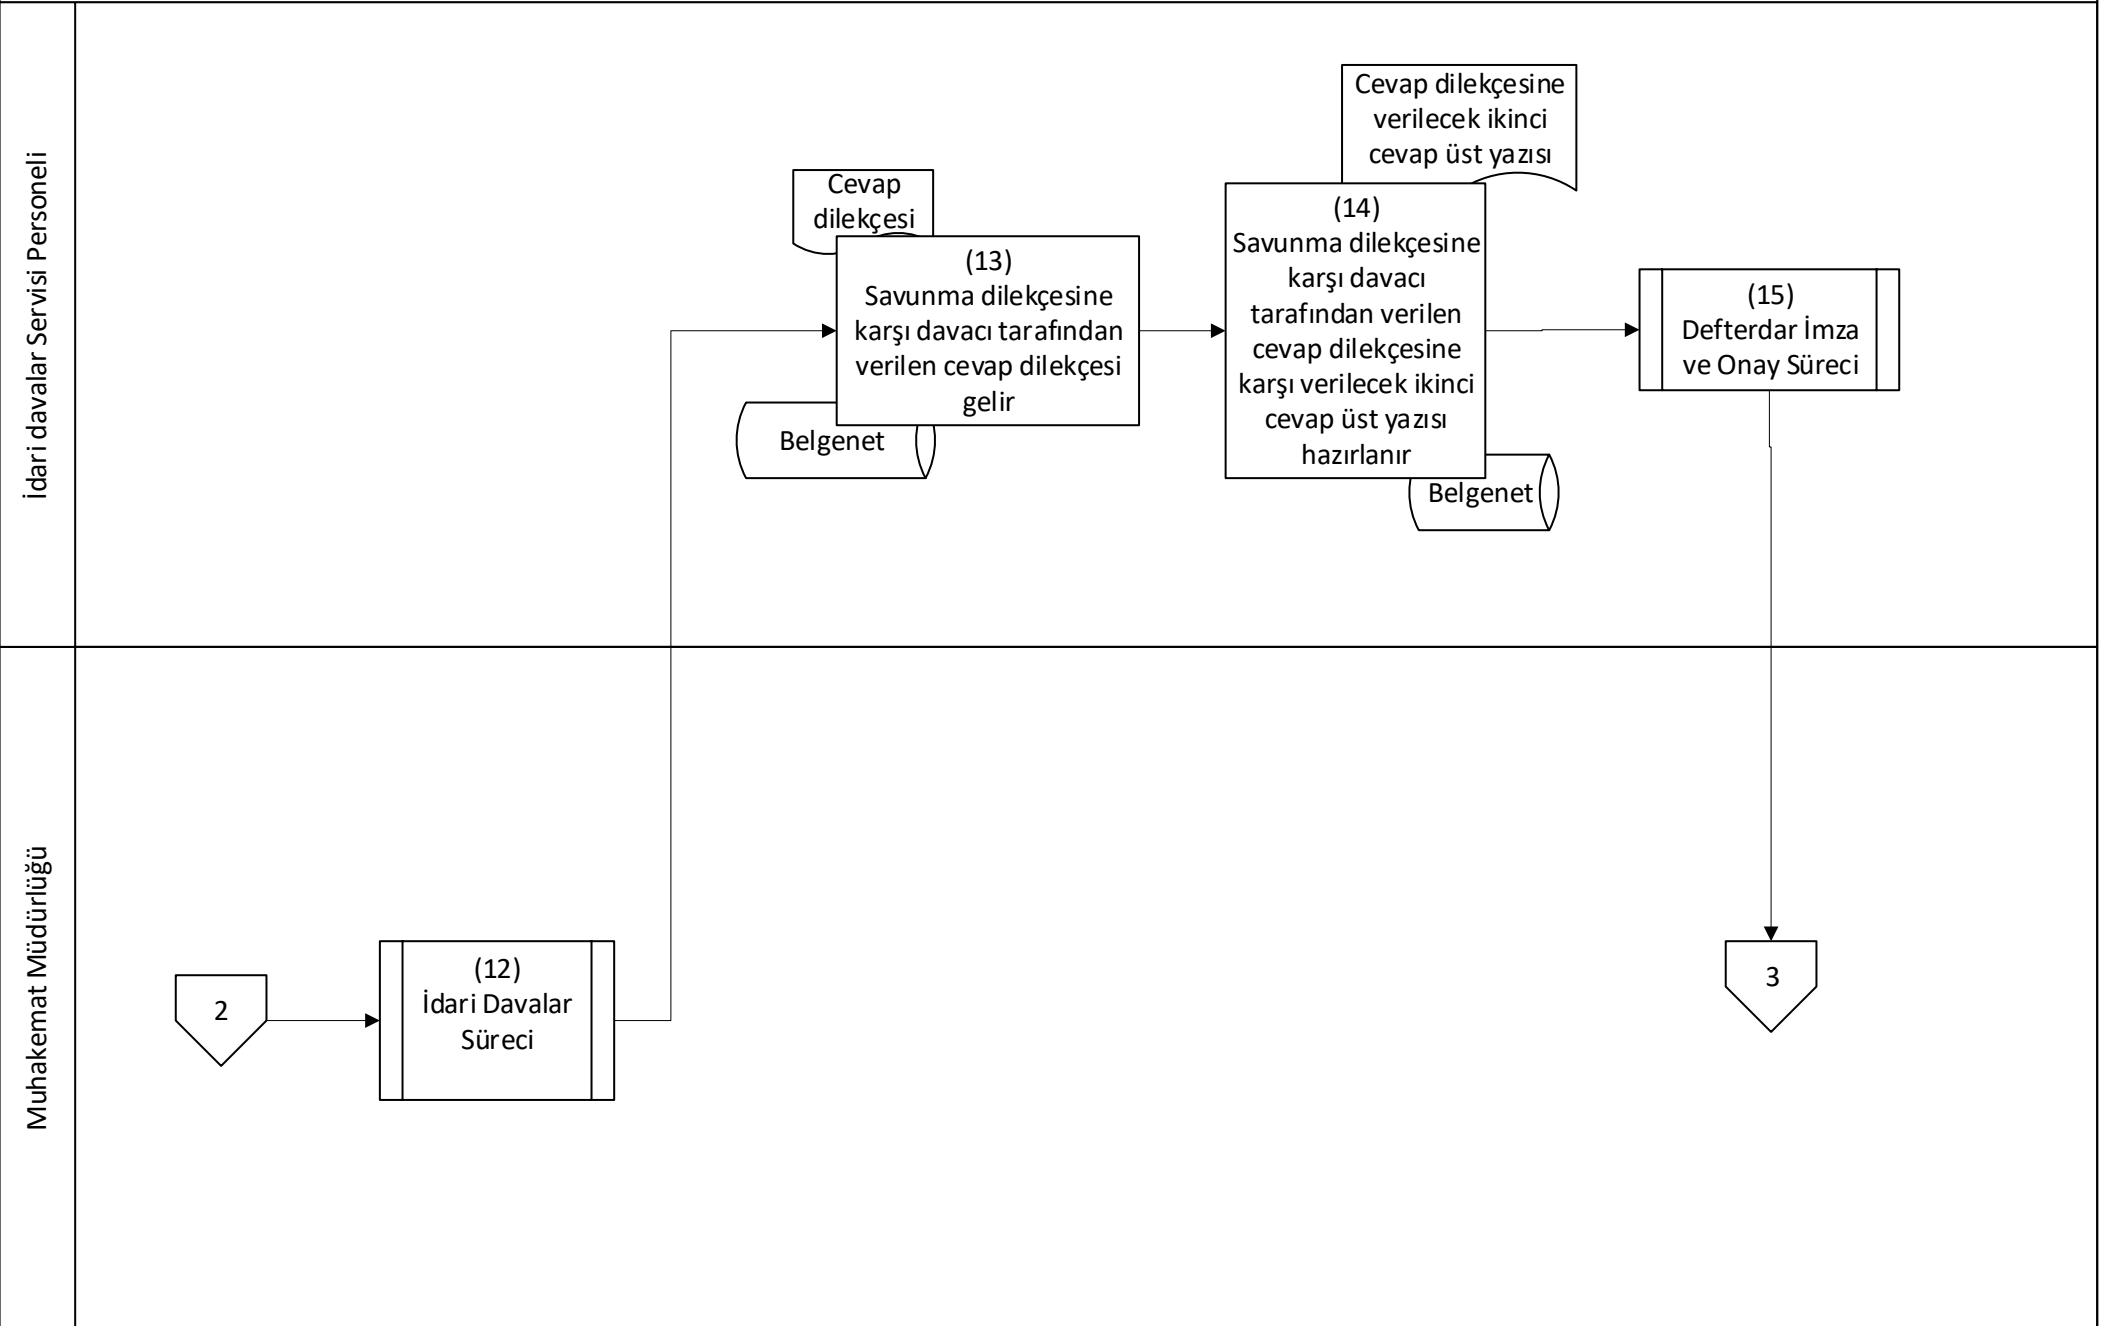 İdari davalar Servisi Personeli
Cevap
dilekçesi
(13)
Savunma dilekçesine
karşı davacı tarafından
verilen cevap dilekçesi
gelir
Belgenet
Cevap dilekçesine
verilecek ikinci
cevap üst yazısı
(14)
Savunma dilekçesine
karşı davacı
tarafından verilen
cevap dilekçesine
karşı verilecek ikinci
cevap üst yazısı
hazırlanır
Belgenet
(15)
Defterdar İmza
ve Onay Süreci
Muhakemat Müdürlüğü
2
(12)
İdari Davalar
Süreci
3